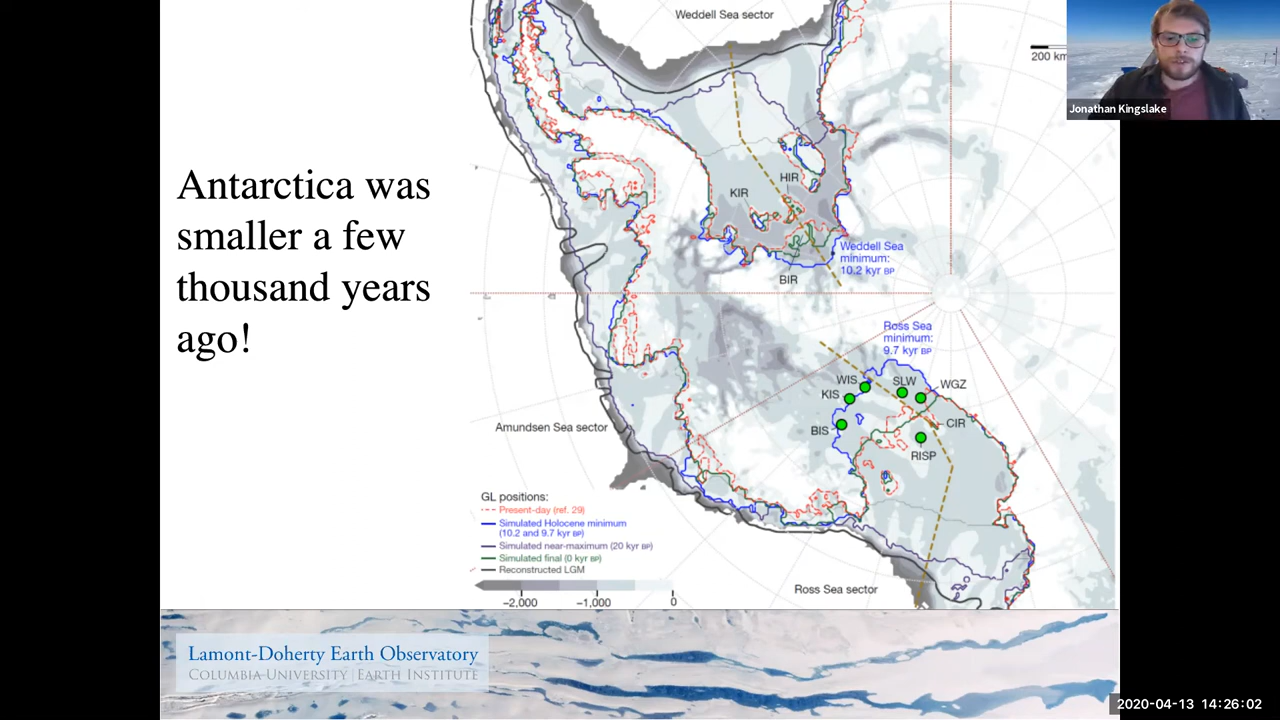 Weddell Sea sector
200 km
Jonathan Kingslake
Antarctica was
smaller a few
thousand years
ago!
HIR
KIR
Weddell Sea
minimum:
10.2 kyr BP
BIR
Ross Sea
minimum:
9.7 kyr BP
WIS
SLW
WGZ
KIS
BIS
CIR
RISP
Amundsen Sea sector
GL positions:
Present-day (ref. 29)
Simulated Holocene minimum
(10.2 and 9.7 kyr BP)
Simulated near-maximum (20 kyr BP)
Simulated final (0 kyr BP)
Reconstructed LGM
Ross Sea sector
−2,000 −1,000 0
Lamont-Doherty Earth Observatory
COLUMBIA UNIVERSITY | EARTH INSTITUTE
2020-04-13 14:26:02